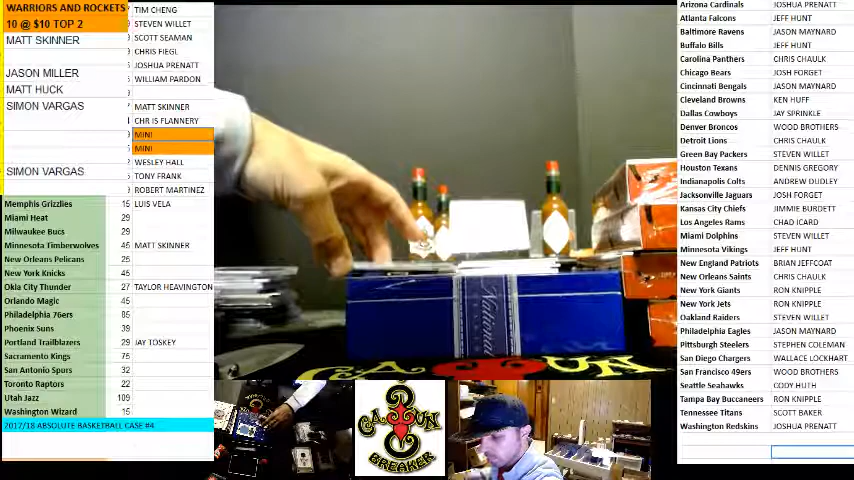 WARRIORS AND ROCKETS
10 @ $10 TOP 2
MATT SKINNER
JASON MILLER
MATT HUCK
SIMON VARGAS
SIMON VARGAS
TIM CHENG
STEVEN WILLET
SCOTT SEAMAN
CHRIS FIEGL
JOSHUA PRENATT
WILLIAM PARDON
MATT SKINNER
CHR IS FLANNERY
MINI
MINI
WESLEY HALL
TONY FRANK
ROBERT MARTINEZ
Memphis Grizzlies 15 LUIS VELA
Miami Heat 29
Milwaukee Bucs 29
Minnesota Timberwolves 45 MATT SKINNER
New Orleans Pelicans 25
New York Knicks 45
Okla City Thunder 27 TAYLOR HEAVINGTON
Orlando Magic 45
Philadelphia 76ers 85
Phoenix Suns 39
Portland Trailblazers 29 JAY TOSKEY
Sacramento Kings 75
San Antonio Spurs 32
Toronto Raptors 22
Utah Jazz 109
Washington Wizard 15
2017/18 ABSOLUTE BASKETBALL CASE #4
National
CAJUN
CAJUN
BREAKER
Arizona Cardinals JOSHUA PRENATT
Atlanta Falcons JEFF HUNT
Baltimore Ravens JASON MAYNARD
Buffalo Bills JEFF HUNT
Carolina Panthers CHRIS CHAULK
Chicago Bears JOSH FORGET
Cincinnati Bengals JASON MAYNARD
Cleveland Browns KEN HUFF
Dallas Cowboys JAY SPRINKLE
Denver Broncos WOOD BROTHERS
Detroit Lions CHRIS CHAULK
Green Bay Packers STEVEN WILLET
Houston Texans DENNIS GREGORY
Indianapolis Colts ANDREW DUDLEY
Jacksonville Jaguars JOSH FORGET
Kansas City Chiefs JIMMIE BURDETT
Los Angeles Rams CHAD ICARD
Miami Dolphins STEVEN WILLET
Minnesota Vikings JEFF HUNT
New England Patriots BRIAN JEFFCOAT
New Orleans Saints CHRIS CHAULK
New York Giants RON KNIPPLE
New York Jets RON KNIPPLE
Oakland Raiders STEVEN WILLET
Philadelphia Eagles JASON MAYNARD
Pittsburgh Steelers STEPHEN COLEMAN
San Diego Chargers WALLACE LOCKHART
San Francisco 49ers WOOD BROTHERS
Seattle Seahawks CODY HUTH
Tampa Bay Buccaneers RON KNIPPLE
Tennessee Titans SCOTT BAKER
Washington Redskins JOSHUA PRENATT